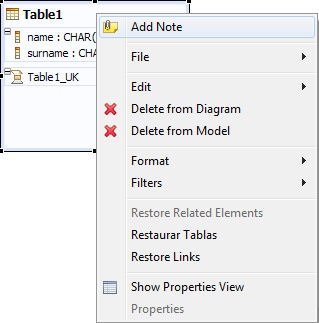 Table1
name : CHAR(
surname : CHAR
Table1_UK
Add Note
File
Edit
Delete from Diagram
Delete from Model
Format
Filters
Restore Related Elements
Restaurar Tablas
Restore Links
Show Properties View
Properties